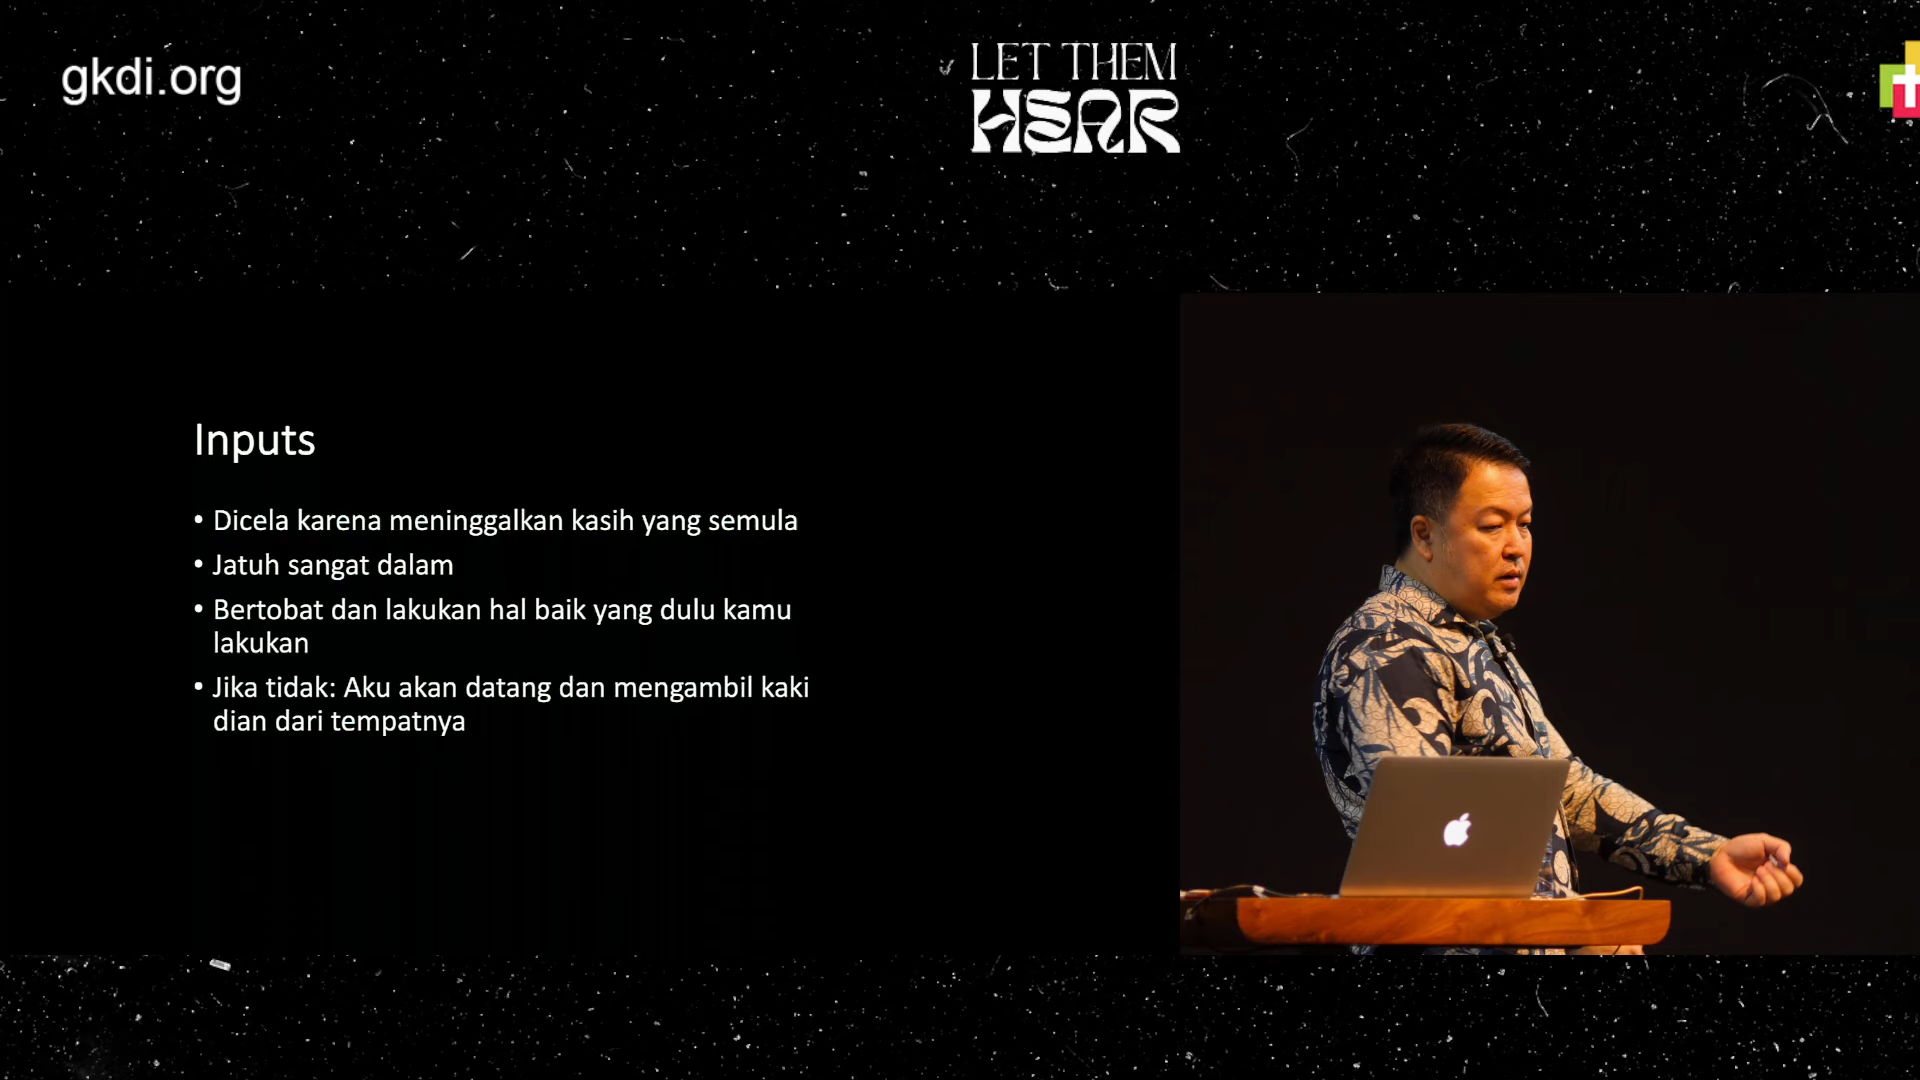 gkdi.org
LET THEM
HEAR
Inputs
• Dicela karena meninggalkan kasih yang semula
• Jatuh sangat dalam
• Bertobat dan lakukan hal baik yang dulu kamu
lakukan
• Jika tidak: Aku akan datang dan mengambil kaki
dian dari tempatnya